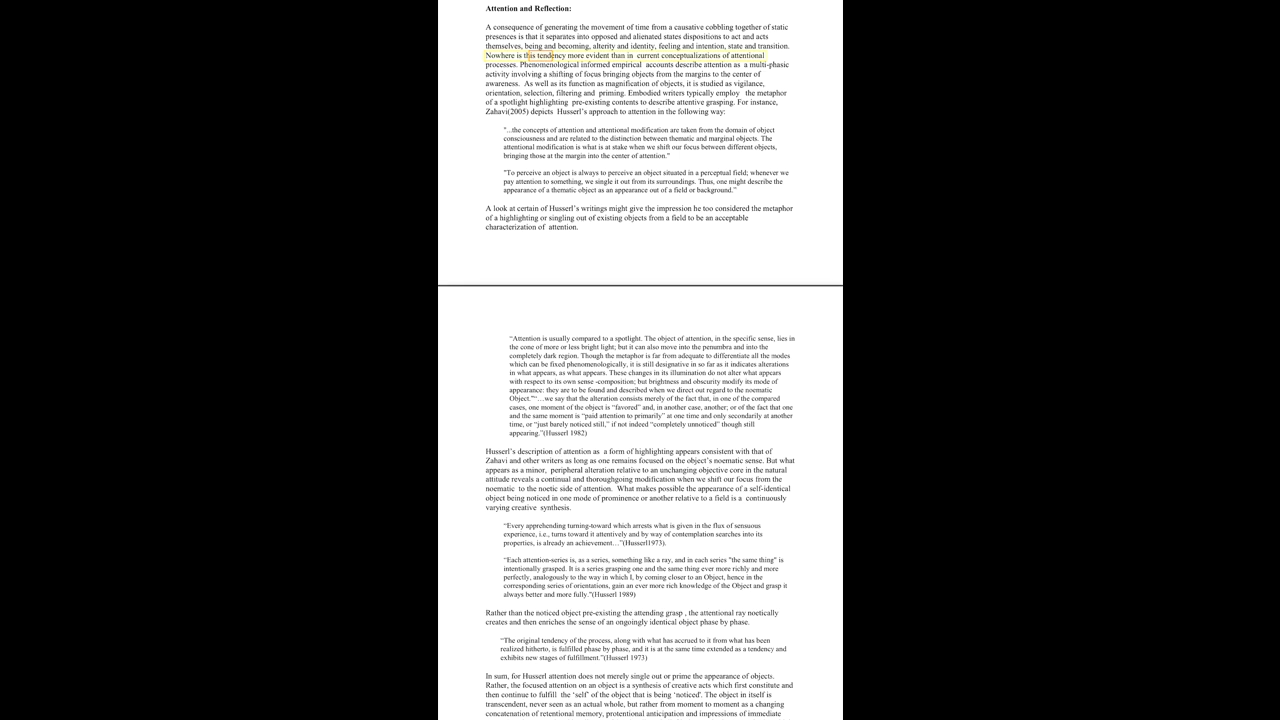 Attention and Reflection:
A consequence of generating the movement of time from a causative cobbling together of static
presences is that it separates into opposed and alienated states dispositions to act and acts
themselves, being and becoming, alterity and identity, feeling and intention, state and transition.
Nowhere is this tendency more evident than in current conceptualizations of attentional
processes. Phenomenological informed empirical accounts describe attention as a multi-phasic
activity involving a shifting of focus bringing objects from the margins to the center of
awareness. As well as its function as magnification of objects, it is studied as vigilance,
orientation, selection, filtering and priming. Embodied writers typically employ the metaphor
of a spotlight highlighting pre-existing contents to describe attentive grasping. For instance,
Zahavi(2005) depicts Husserl's approach to attention in the following way:
"...the concepts of attention and attentional modification are taken from the domain of object
consciousness and are related to the distinction between thematic and marginal objects. The
attentional modification is what is at stake when we shift our focus between different objects,
bringing those at the margin into the center of attention."
"To perceive an object is always to perceive an object situated in a perceptual field; whenever we
pay attention to something, we single it out from its surroundings. Thus, one might describe the
appearance of a thematic object as an appearance out of a field or background."
A look at certain of Husserl's writings might give the impression he too considered the metaphor
of a highlighting or singling out of existing objects from a field to be an acceptable
characterization of attention.
“Attention is usually compared to a spotlight. The object of attention, in the specific sense, lies in
the cone of more or less bright light; but it can also move into the penumbra and into the
completely dark region. Though the metaphor is far from adequate to differentiate all the modes
which can be fixed phenomenologically, it is still designative in so far as it indicates alterations
in what appears, as what appears. These changes in its illumination do not alter what appears
with respect to its own sense -composition; but brightness and obscurity modify its mode of
appearance: they are to be found and described when we direct out regard to the noematic
Object.”“…we say that the alteration consists merely of the fact that, in one of the compared
cases, one moment of the object is “favored” and, in another case, another; or of the fact that one
and the same moment is “paid attention to primarily” at one time and only secondarily at another
time, or “just barely noticed still,” if not indeed “completely unnoticed” though still
appearing.”(Husserl 1982)
Husserl’s description of attention as a form of highlighting appears consistent with that of
Zahavi and other writers as long as one remains focused on the object’s noematic sense. But what
appears as a minor, peripheral alteration relative to an unchanging objective core in the natural
attitude reveals a continual and thoroughgoing modification when we shift our focus from the
noematic to the noetic side of attention. What makes possible the appearance of a self-identical
object being noticed in one mode of prominence or another relative to a field is a continuously
varying creative synthesis.
“Every apprehending turning-toward which arrests what is given in the flux of sensuous
experience, i.e., turns toward it attentively and by way of contemplation searches into its
properties, is already an achievement…”(Husserl1973).
“Each attention-series is, as a series, something like a ray, and in each series "the same thing" is
intentionally grasped. It is a series grasping one and the same thing ever more richly and more
perfectly, analogously to the way in which I, by coming closer to an Object, hence in the
corresponding series of orientations, gain an ever more rich knowledge of the Object and grasp it
always better and more fully."(Husserl 1989)
Rather than the noticed object pre-existing the attending grasp , the attentional ray noetically
creates and then enriches the sense of an ongoingly identical object phase by phase.
“The original tendency of the process, along with what has accrued to it from what has been
realized hitherto, is fulfilled phase by phase, and it is at the same time extended as a tendency and
exhibits new stages of fulfillment.”(Husserl 1973)
In sum, for Husserl attention does not merely single out or prime the appearance of objects.
Rather, the focused attention on an object is a synthesis of creative acts which first constitute and
then continue to fulfill the ‘self’ of the object that is being ‘noticed’. The object in itself is
transcendent, never seen as an actual whole, but rather from moment to moment as a changing
concatenation of retentional memory, protentional anticipation and impressions of immediate